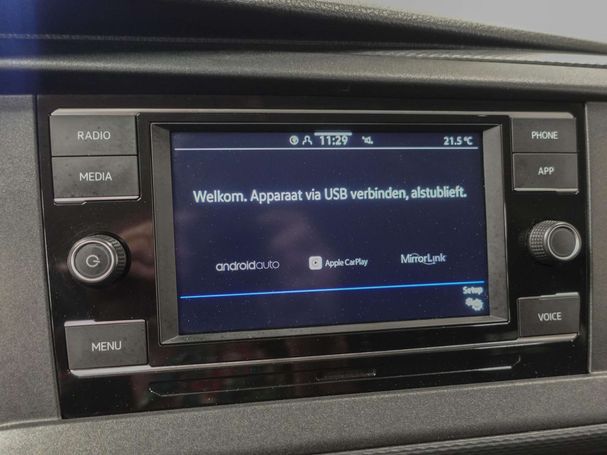 RADIO
MEDIA
MENU
11:29
21.5 °C
Welkom. Apparaat via USB verbinden, alstublieft.
androidauto
Apple CarPlay
MirrorLink
Setup
PHONE
APP
VOICE